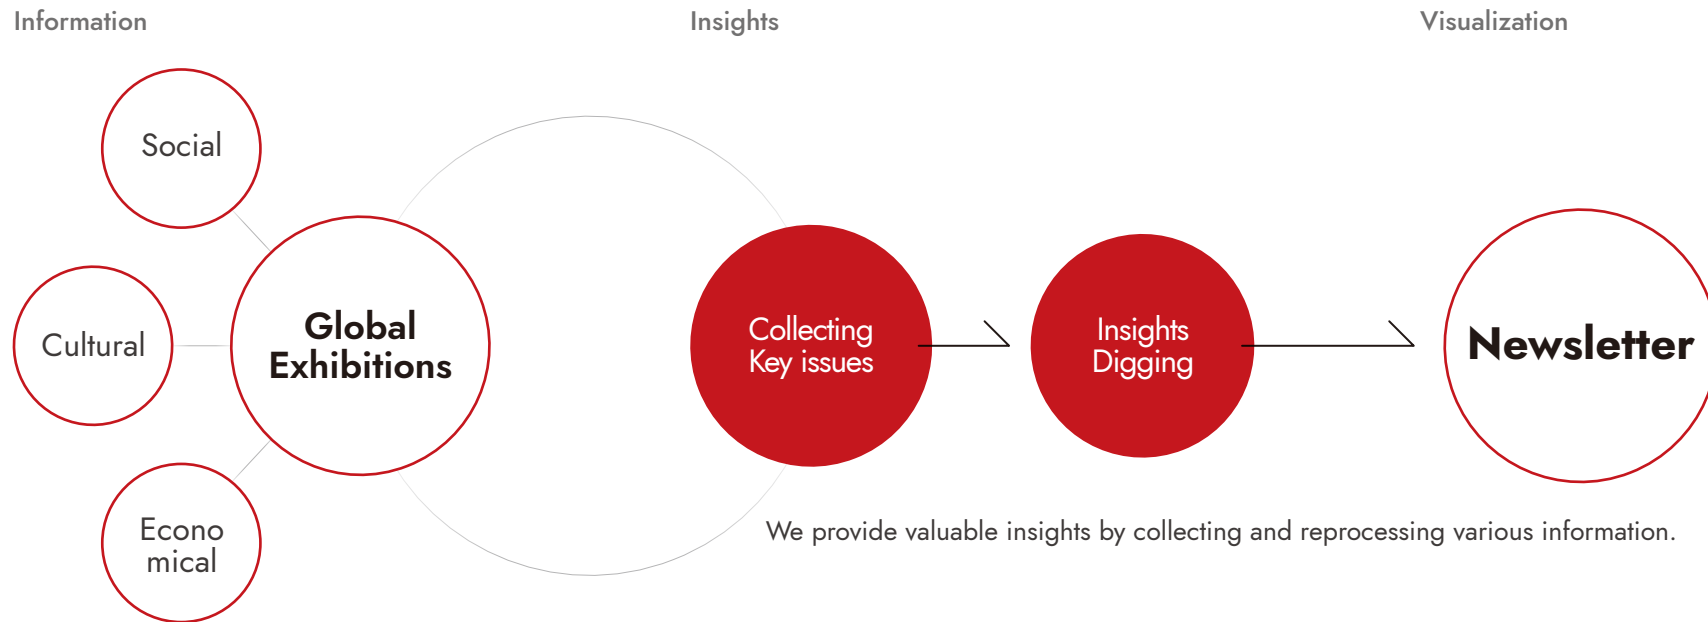 Information
Insights
Visualization
Social
Cultural
Econo
mical
Global
Exhibitions
Collecting
Key issues
Insights
Digging
Newsletter
We provide valuable insights by collecting and reprocessing various information.